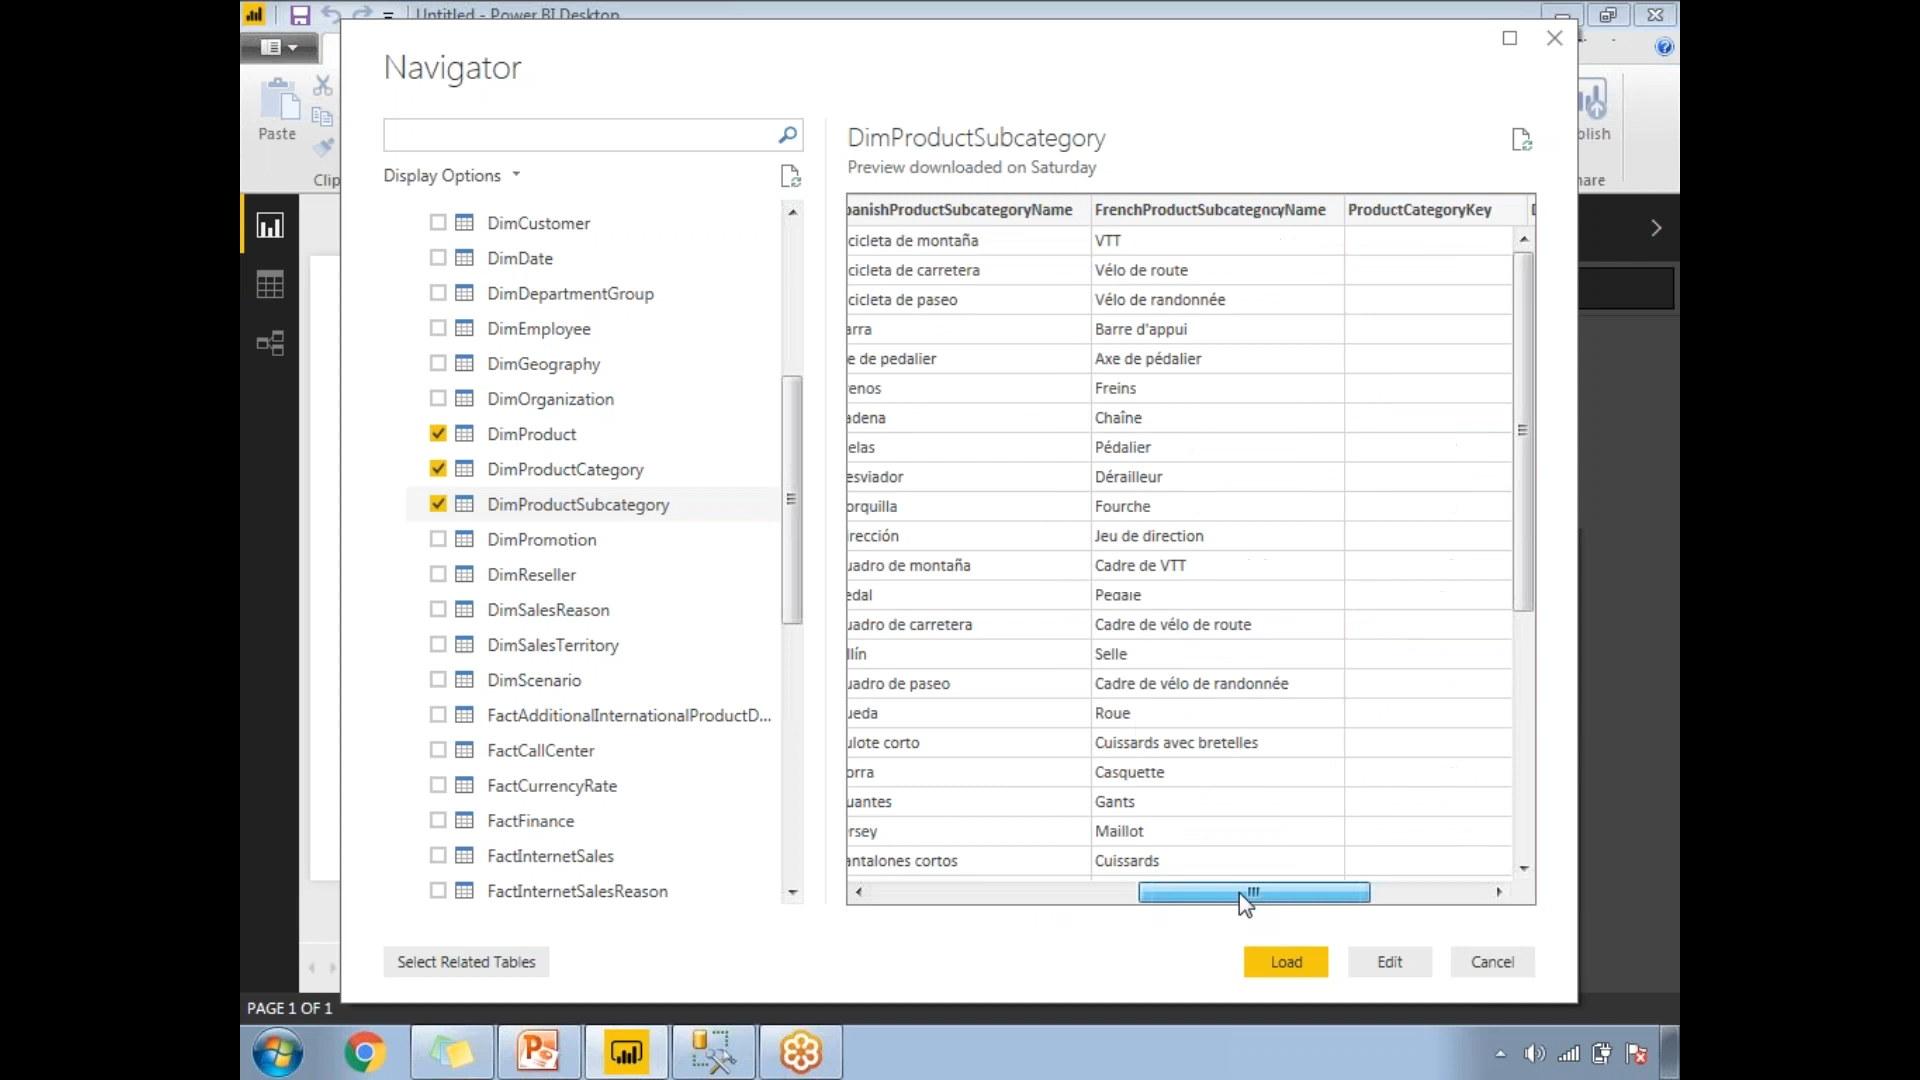 Untitled - Power BI Desktop
Navigator
Paste
Clip
Display Options
DimCustomer
DimDate
DimDepartmentGroup
DimEmployee
DimGeography
DimOrganization
DimProduct
DimProductCategory
DimProductSubcategory
DimPromotion
DimReseller
DimSalesReason
DimSalesTerritory
DimScenario
FactAdditionalInternationalProductD...
FactCallCenter
FactCurrencyRate
FactFinance
FactInternetSales
FactInternetSalesReason
Select Related Tables
DimProductSubcategory
Preview downloaded on Saturday
panishProductSubcategoryName FrenchProductSubcategncyName ProductCategoryKey
cicleta de montaña VTT
cicleta de carretera Vélo de route
cicleta de paseo Vélo de randonnée
arra Barre d'appui
e de pedalier Axe de pédalier
enos Freins
adena Chaîne
elas Pédalier
esviador Dérailleur
orquilla Fourche
irección Jeu de direction
uadro de montaña Cadre de VTT
edal Pédale
uadro de carretera Cadre de vélo de route
llín Selle
uadro de paseo Cadre de vélo de randonnée
ueda Roue
ulote corto Cuissards avec bretelles
orra Casquette
uantes Gants
rsey Maillot
antalones cortos Cuissards
Load Edit Cancel
blish
hare
PAGE 1 OF 1